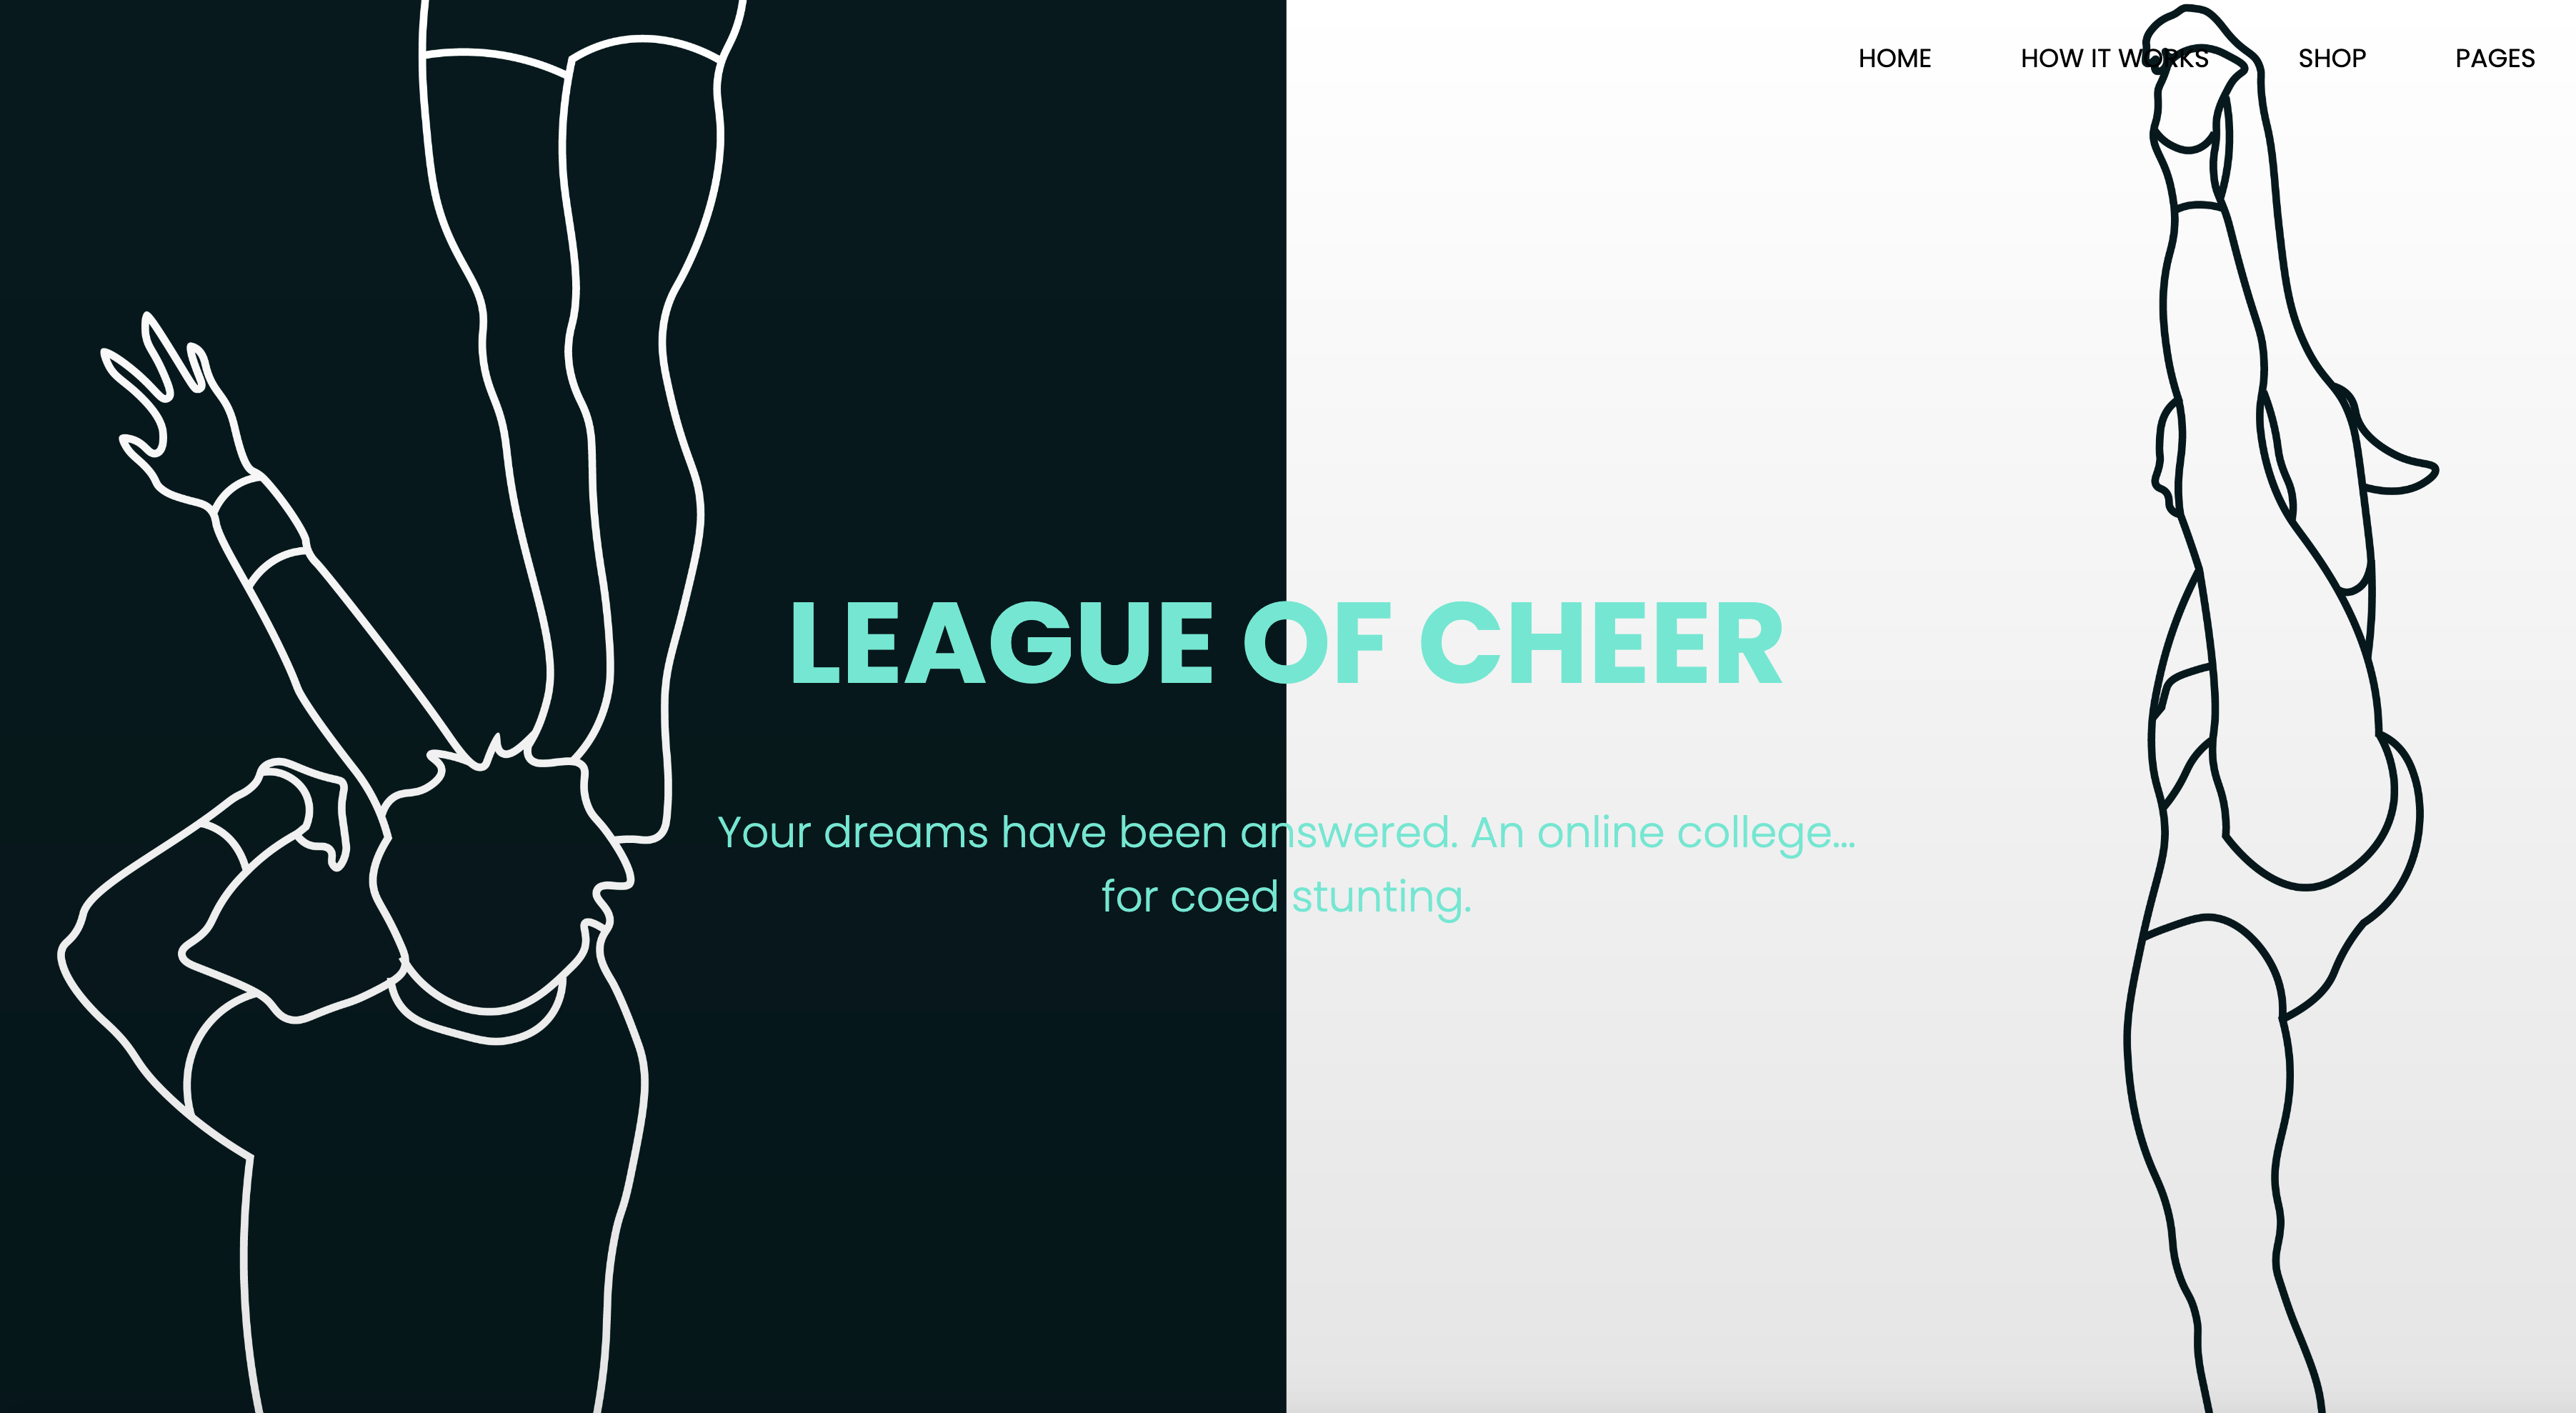 HOME HOW IT WORKS SHOP PAGES
LEAGUE OF CHEER
Your dreams have been answered. An online college...
for coed stunting.